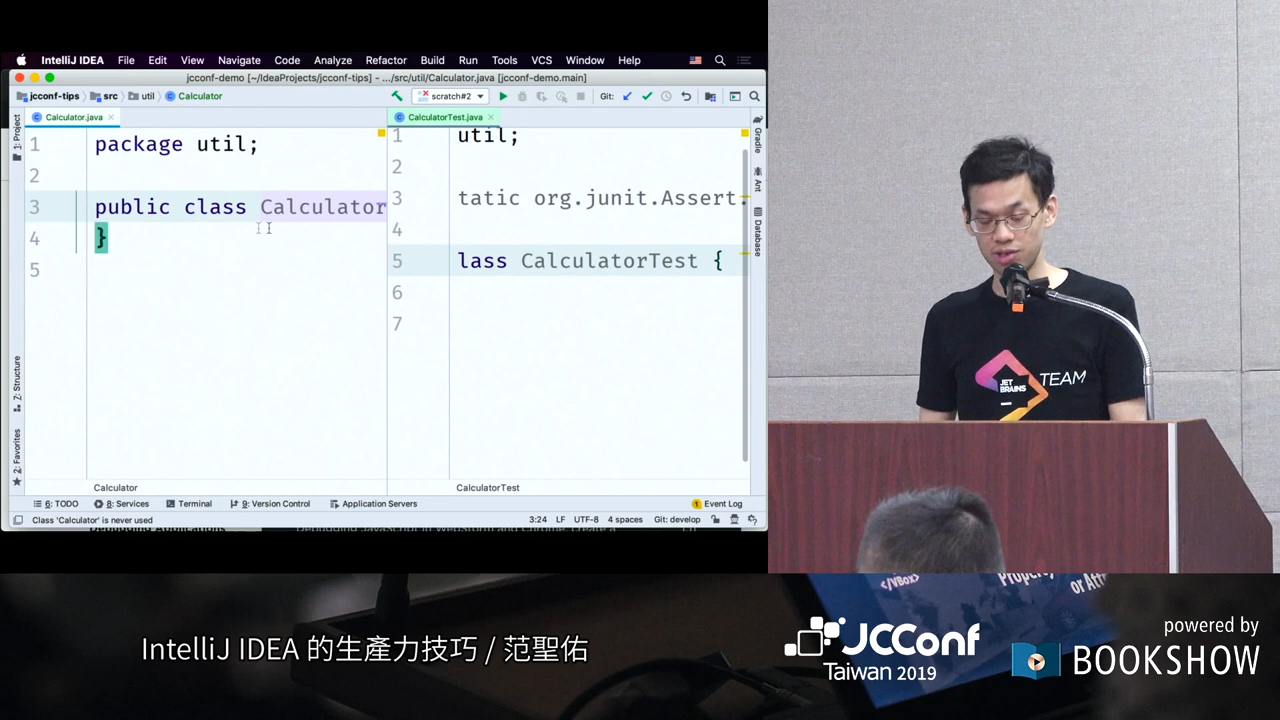 IntelliJ IDEA File Edit View Navigate Code Analyze Refactor Build Run Tools VCS Window Help
jcconf-demo [~/IdeaProjects/jcconf-tips] - .../src/util/Calculator.java [jcconf-demo.main]
jcconf-tips src util Calculator scratch#2 Git:
Calculator.java
1 package util;
2
3 public class Calculator
4 }
5
Calculator
CalculatorTest.java
1 util;
2
3 tatic org.junit.Assert.
4
5 lass CalculatorTest {
6
7
CalculatorTest
1: Project
7: Structure
2: Favorites
Gradle
Ant
Database
6: TODO 8: Services Terminal 9: Version Control Application Servers 1 Event Log
Class 'Calculator' is never used 3:24 LF UTF-8 4 spaces Git: develop
JET
BRAINS
TEAM
</VBox>
IntelliJ IDEA 的生產力技巧 / 范聖佑
JCConf
Taiwan 2019
powered by
BOOKSHOW